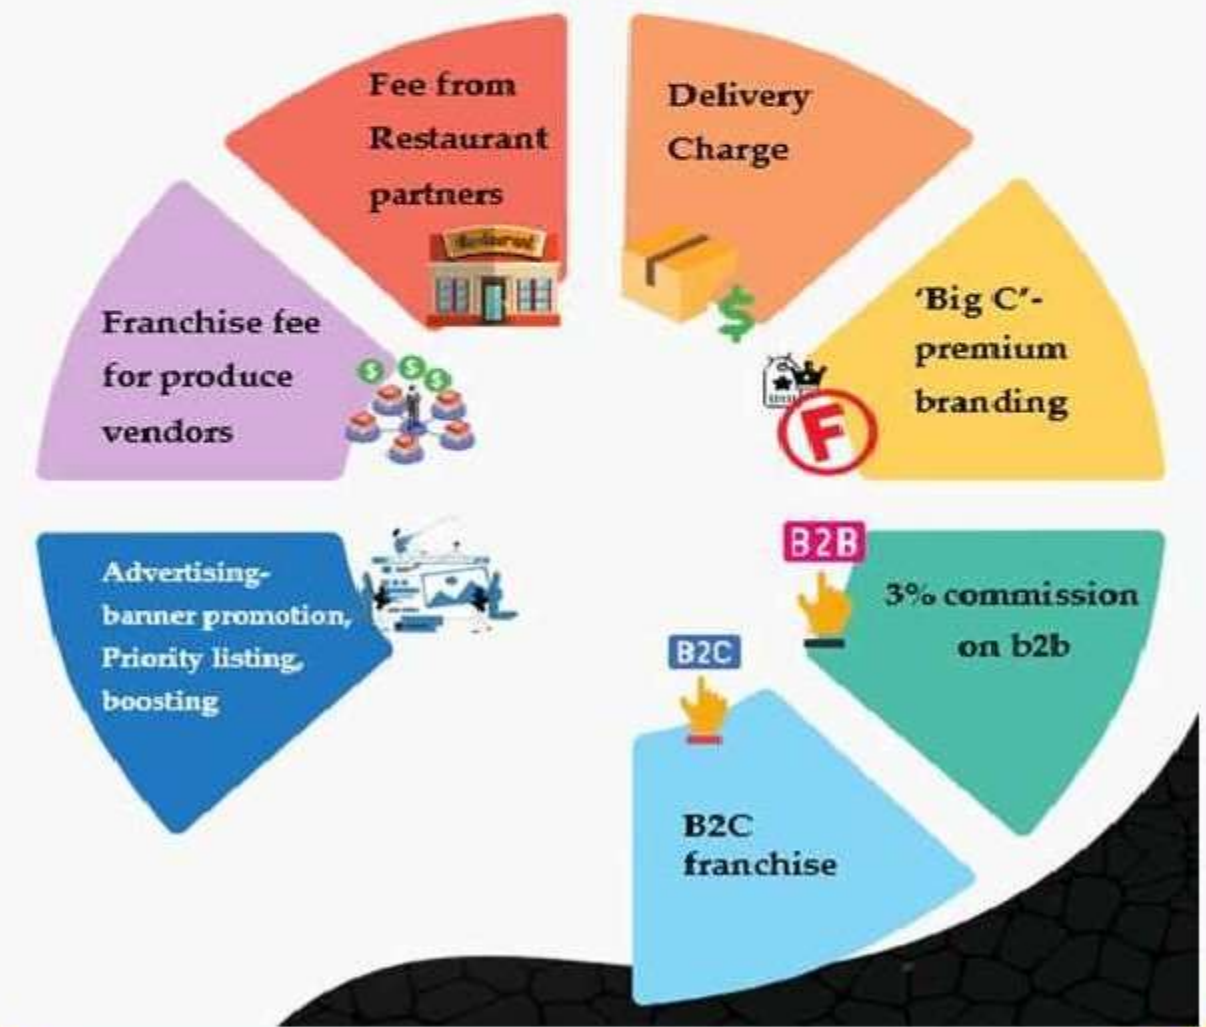 Fee from
Restaurant
partners
Restaurant
Delivery
Charge
'Big C'-
premium
branding
F
B2B
3% commission
on b2b
B2C
B2C
franchise
Advertising-
banner promotion,
Priority listing,
boosting
Franchise fee
for produce
vendors
$
$
$
$